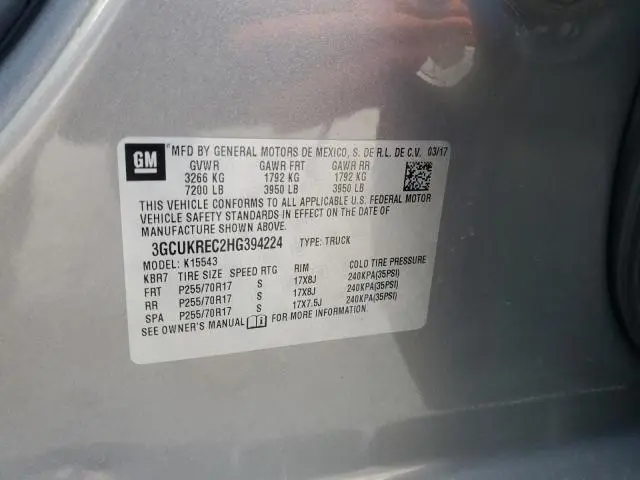 GM ® MFD BY GENERAL MOTORS DE MEXICO, S. DE R.L. DE C.V. 03/17
GVWR GAWR FRT GAWR RR
3266 KG 1792 KG 1792 KG
7200 LB 3950 LB 3950 LB
THIS VEHICLE CONFORMS TO ALL APPLICABLE U.S. FEDERAL MOTOR
VEHICLE SAFETY STANDARDS IN EFFECT ON THE DATE OF
MANUFACTURE SHOWN ABOVE.
3GCUKREC2HG394224 TYPE: TRUCK
MODEL: K15543
KBR7 TIRE SIZE SPEED RTG RIM COLD TIRE PRESSURE
FRT P255/70R17 S 17X8J 240KPA(35PSI)
RR P255/70R17 S 17X8J 240KPA(35PSI)
SPA P255/70R17 S 17X7.5J 240KPA(35PSI)
SEE OWNER'S MANUAL FOR MORE INFORMATION.